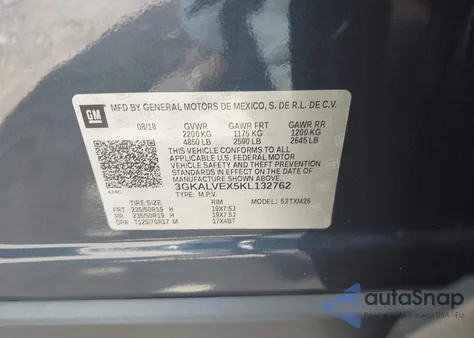 GM
MFD BY GENERAL MOTORS DE MEXICO, S. DE R.L. DE C.V.
08/18 GVWR GAWR FRT GAWR RR
2200 KG 1175 KG 1200 KG
4850 LB 2590 LB 2645 LB
THIS VEHICLE CONFORMS TO ALL
APPLICABLE U.S. FEDERAL MOTOR
VEHICLE SAFETY AND THEFT PREVENTION
STANDARDS IN EFFECT ON THE DATE OF
MANUFACTURE SHOWN ABOVE.
3GKALVEX5KL132762
TYPE: M.P.V.
TIRE SIZE RIM MODEL: S2TXM26
FRT 235/50R19 H 19X7.5J
RR 235/50R19 H 19X7.5J
SPA T125/70R17 M 17X4BT
autoSnap